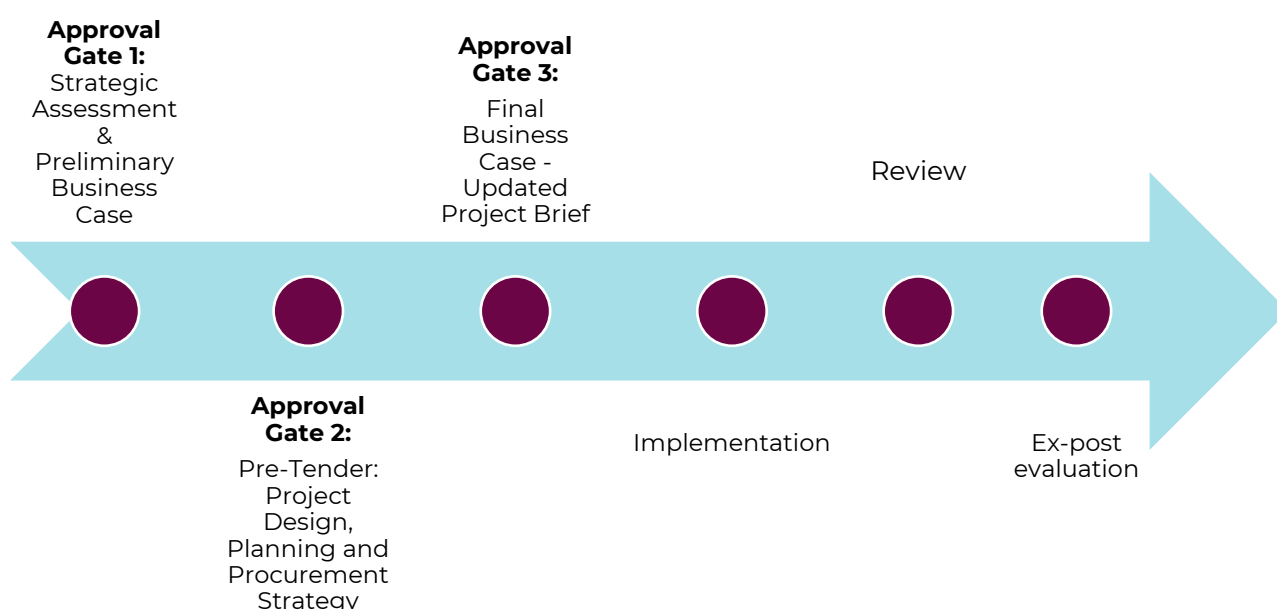 Approval
Gate 1:
Strategic
Assessment
&
Preliminary
Business
Case
Approval
Gate 2:
Pre-Tender:
Project
Design,
Planning and
Procurement
Strategy
Approval
Gate 3:
Final
Business
Case -
Updated
Project Brief
Implementation
Review
Ex-post
evaluation